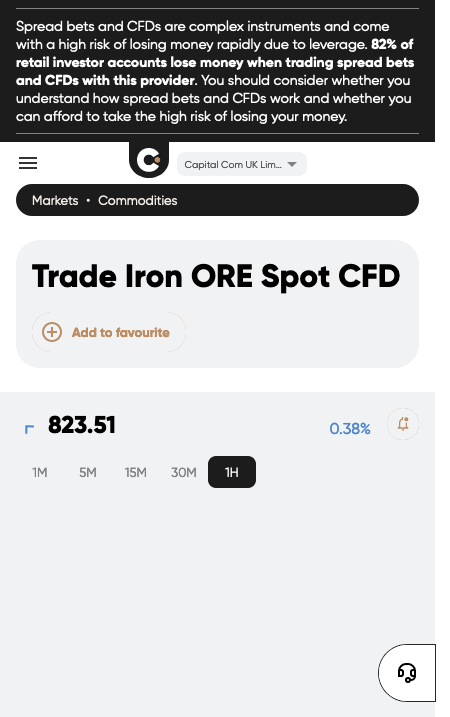 Spread bets and CFDs are complex instruments and come
with a high risk of losing money rapidly due to leverage. 82% of
retail investor accounts lose money when trading spread bets
and CFDs with this provider. You should consider whether you
understand how spread bets and CFDs work and whether you
can afford to take the high risk of losing your money.
Capital Com UK Lim...
Markets • Commodities
Trade Iron ORE Spot CFD
Add to favourite
823.51
0.38%
1M 5M 15M 30M 1H